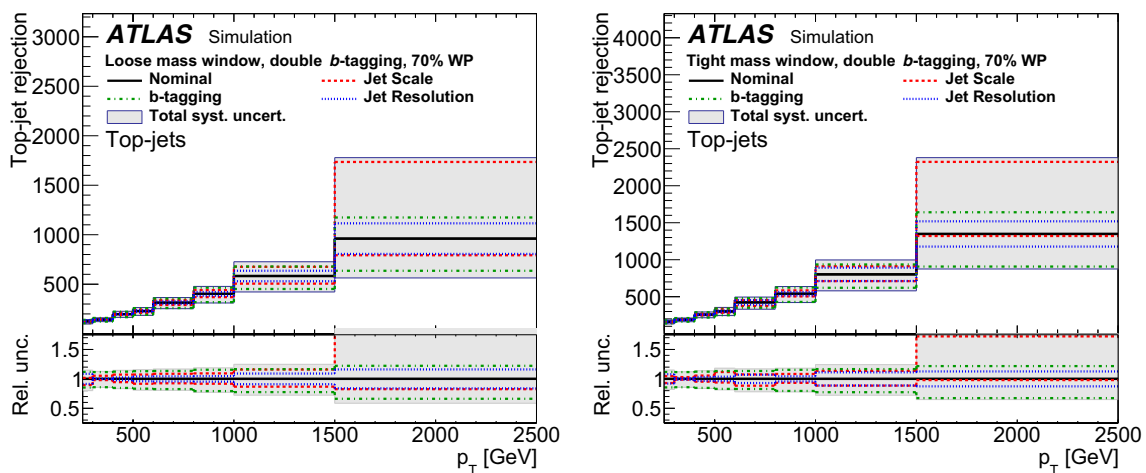 ATLAS Simulation
Loose mass window, double b-tagging, 70% WP
Nominal
Jet Scale
b-tagging
Jet Resolution
Total syst. uncert.
Top-jets
Top-jet rejection
3000
2500
2000
1500
1000
500
Rel. unc.
1.5
1
0.5
500 1000 1500 2000 2500
p_T [GeV]
ATLAS Simulation
Tight mass window, double b-tagging, 70% WP
Nominal
Jet Scale
b-tagging
Jet Resolution
Total syst. uncert.
Top-jets
Top-jet rejection
4000
3500
3000
2500
2000
1500
1000
500
Rel. unc.
1.5
1
0.5
500 1000 1500 2000 2500
p_T [GeV]